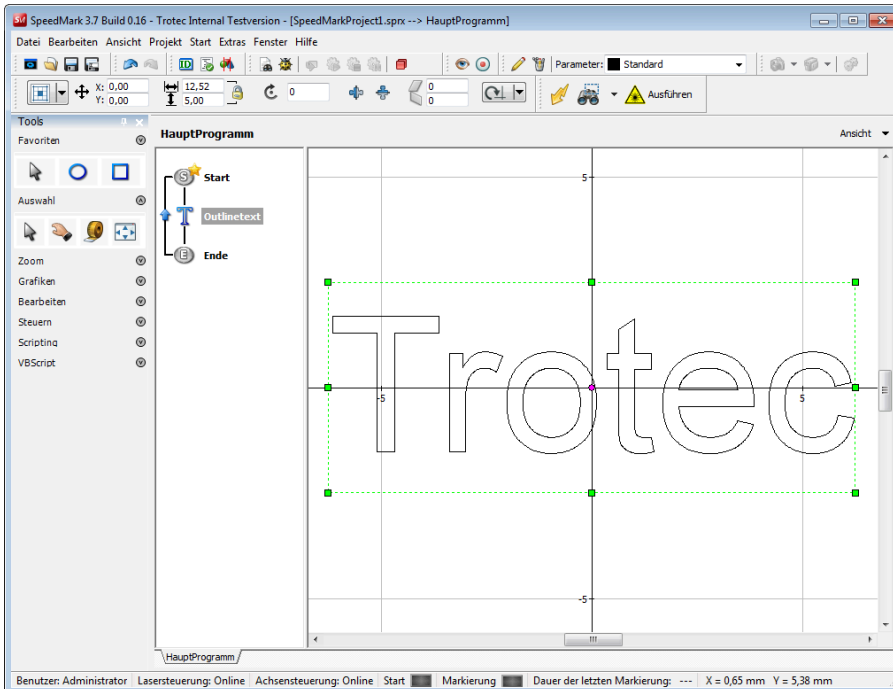 SpeedMark 3.7 Build 0.16 - Trotec Internal Testversion - [SpeedMarkProject1.sprx --> HauptProgramm]
Datei Bearbeiten Ansicht Projekt Start Extras Fenster Hilfe
ID Parameter: Standard
X: 0,00 12,52 0 0 Ausführen
Y: 0,00 5,00 0
Tools
Favoriten
Auswahl
Zoom
Grafiken
Bearbeiten
Steuern
Scripting
VBScript
HauptProgramm Ansicht
S Start
T Outlinetext
E Ende
5
Trotec
-5 5
-5
HauptProgramm
Benutzer: Administrator Lasersteuerung: Online Achsensteuerung: Online Start Markierung Dauer der letzten Markierung: --- X = 0,65 mm Y = 5,38 mm